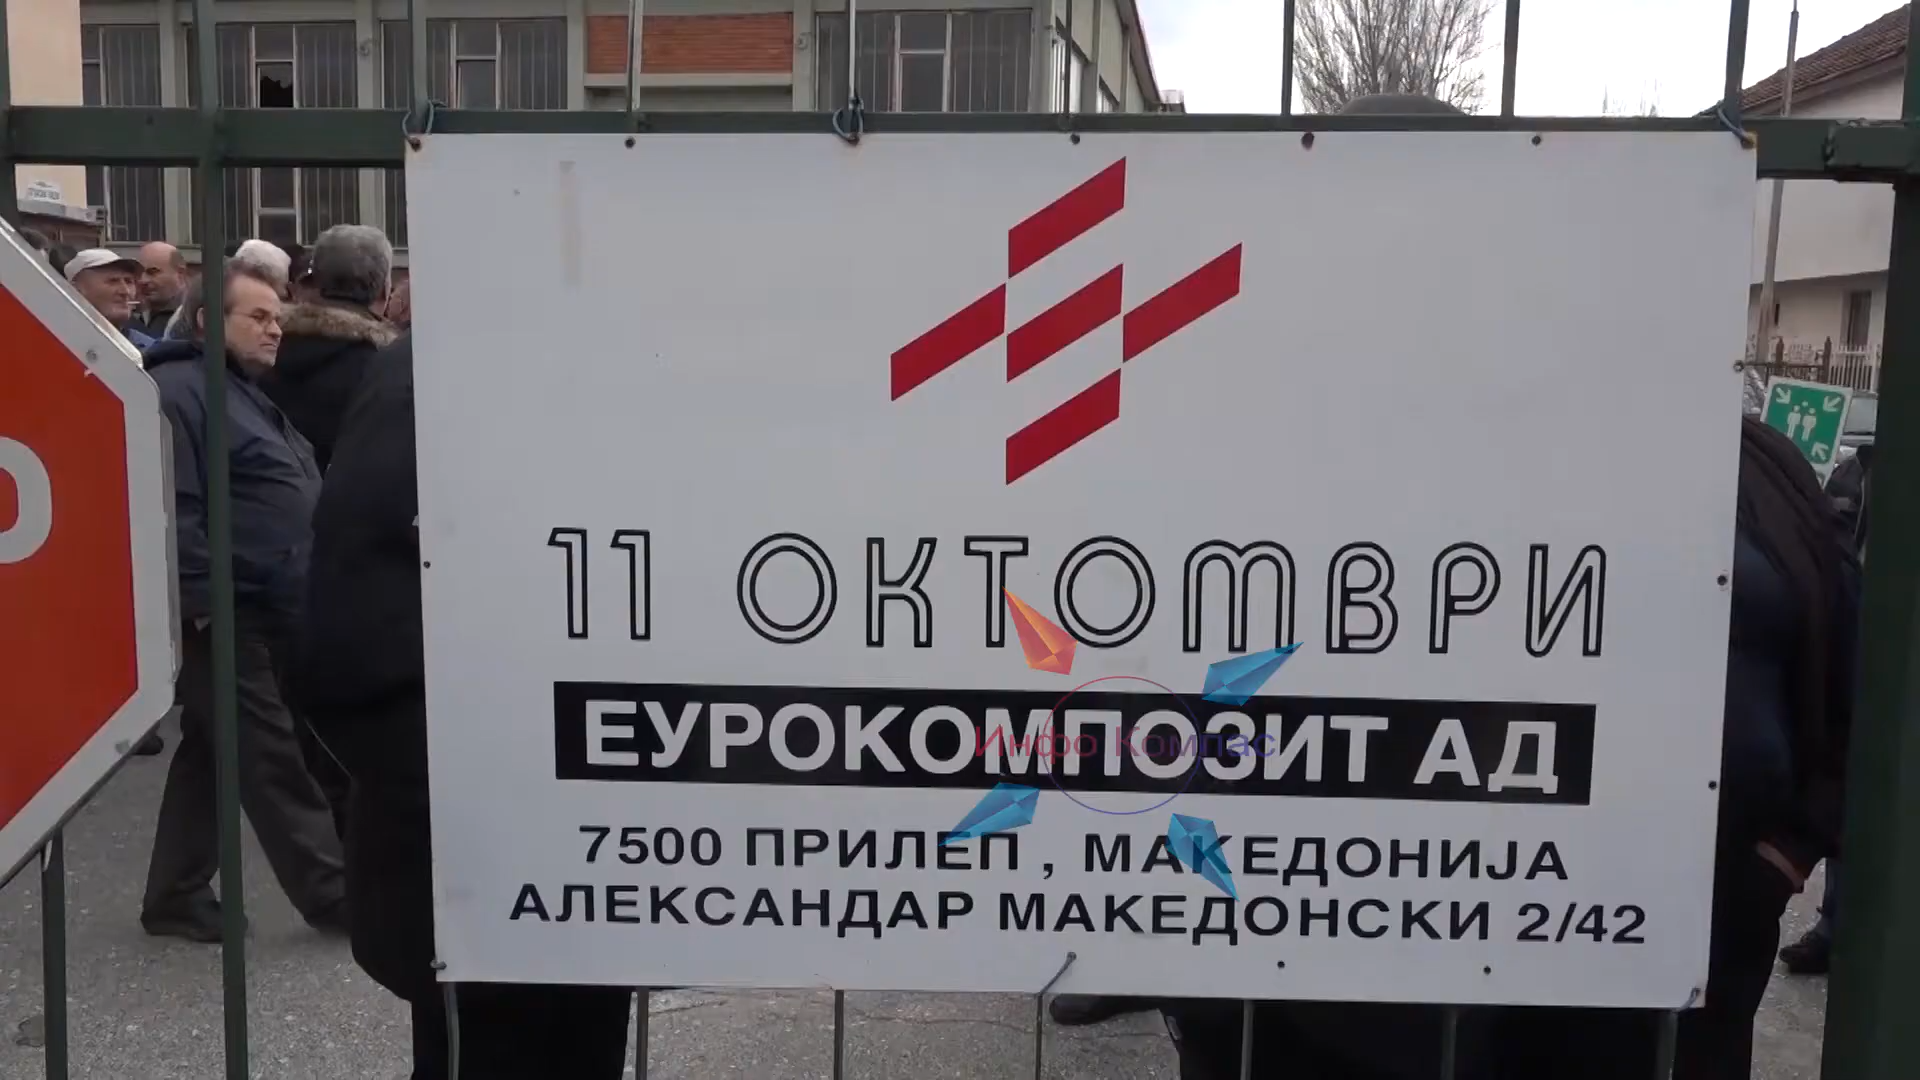 11 ОКТОМВРИ
ЕУРОКОМПОЗИТ АД
Инфо Компас
7500 ПРИЛЕП , МАКЕДОНИЈА
АЛЕКСАНДАР МАКЕДОНСКИ 2/42